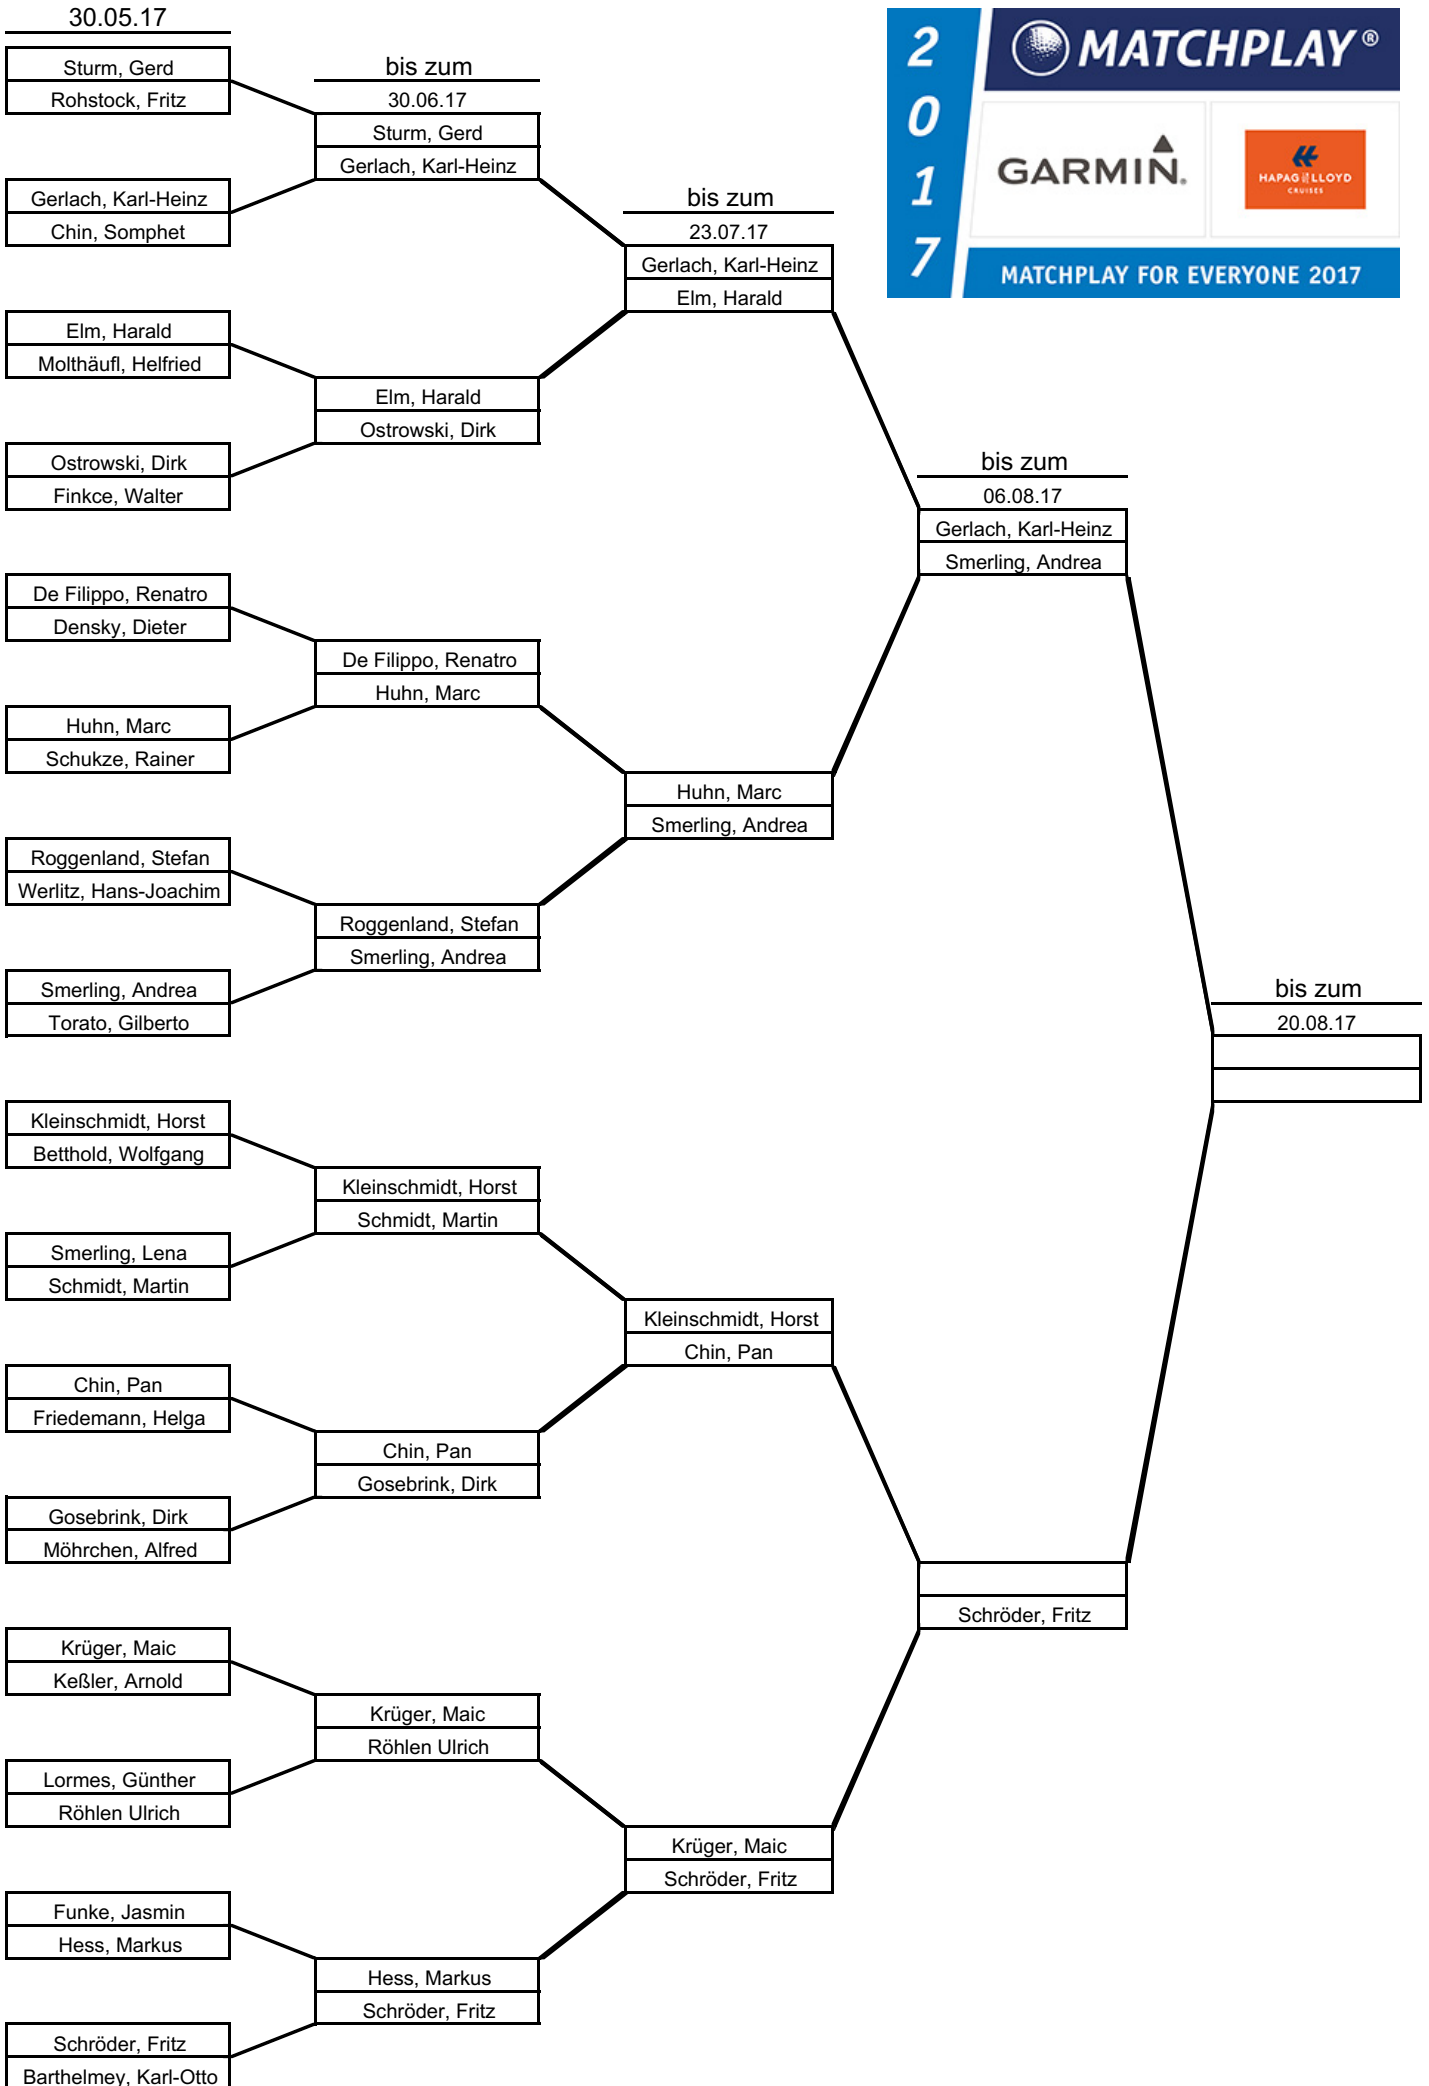 30.05.17
Sturm, Gerd
Rohstock, Fritz
Gerlach, Karl-Heinz
Chin, Somphet
Elm, Harald
Molthäufl, Helfried
Ostrowski, Dirk
Finkce, Walter
De Filippo, Renatro
Densky, Dieter
Huhn, Marc
Schukze, Rainer
Roggenland, Stefan
Werlitz, Hans-Joachim
Smerling, Andrea
Torato, Gilberto
Kleinschmidt, Horst
Betthold, Wolfgang
Smerling, Lena
Schmidt, Martin
Chin, Pan
Friedemann, Helga
Gosebrink, Dirk
Möhrchen, Alfred
Krüger, Maic
Keßler, Arnold
Lormes, Günther
Röhlen Ulrich
Funke, Jasmin
Hess, Markus
Schröder, Fritz
Barthelmey, Karl-Otto
bis zum
30.06.17
Sturm, Gerd
Gerlach, Karl-Heinz
Elm, Harald
Ostrowski, Dirk
De Filippo, Renatro
Huhn, Marc
Roggenland, Stefan
Smerling, Andrea
Kleinschmidt, Horst
Schmidt, Martin
Chin, Pan
Gosebrink, Dirk
Krüger, Maic
Röhlen Ulrich
Hess, Markus
Schröder, Fritz
bis zum
23.07.17
Gerlach, Karl-Heinz
Elm, Harald
Huhn, Marc
Smerling, Andrea
Kleinschmidt, Horst
Chin, Pan
Krüger, Maic
Schröder, Fritz
bis zum
06.08.17
Gerlach, Karl-Heinz
Smerling, Andrea
Schröder, Fritz
bis zum
20.08.17
2017
MATCHPLAY®
GARMIN.
HAPAG LLOYD
CRUISES
MATCHPLAY FOR EVERYONE 2017